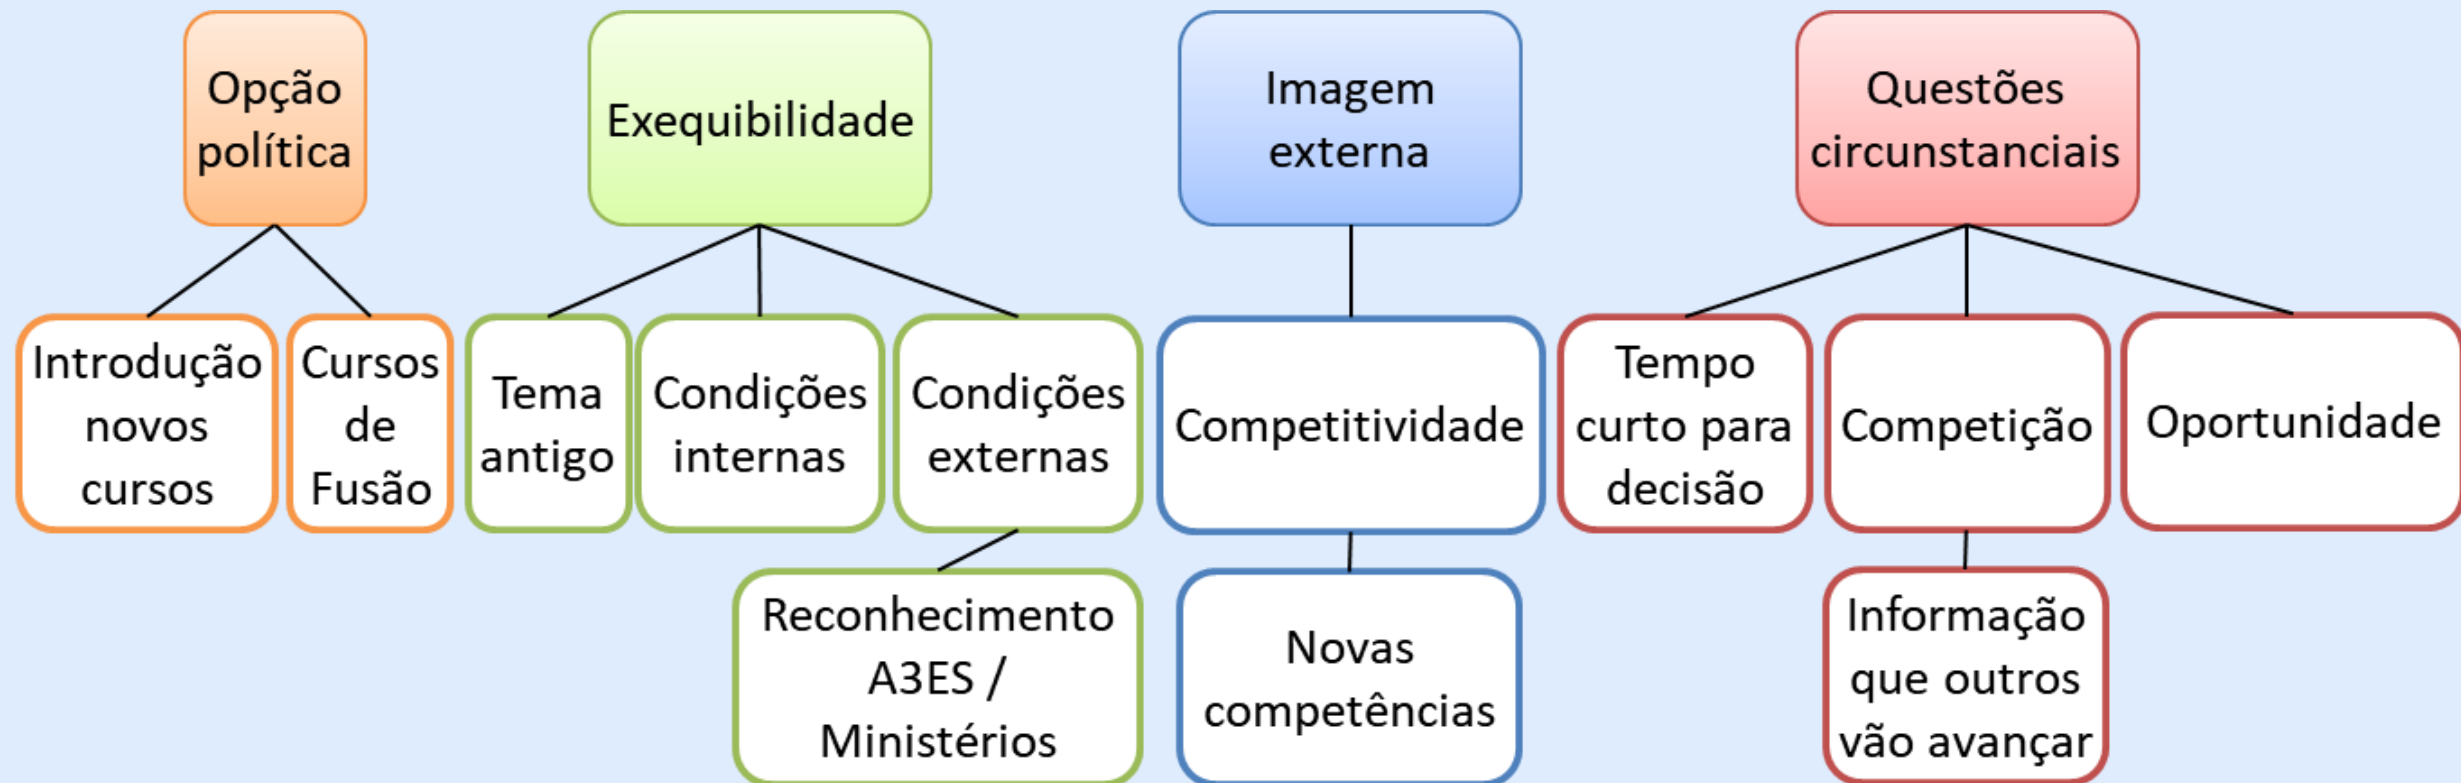 Opção
política
Exequibilidade
Imagem
externa
Questões
circunstanciais
Introdução
novos
cursos
Cursos
de
Fusão
Tema
antigo
Condições
internas
Condições
externas
Competitividade
Tempo
curto para
decisão
Competição
Oportunidade
Reconhecimento
A3ES /
Ministérios
Novas
competências
Informação
que outros
vão avançar